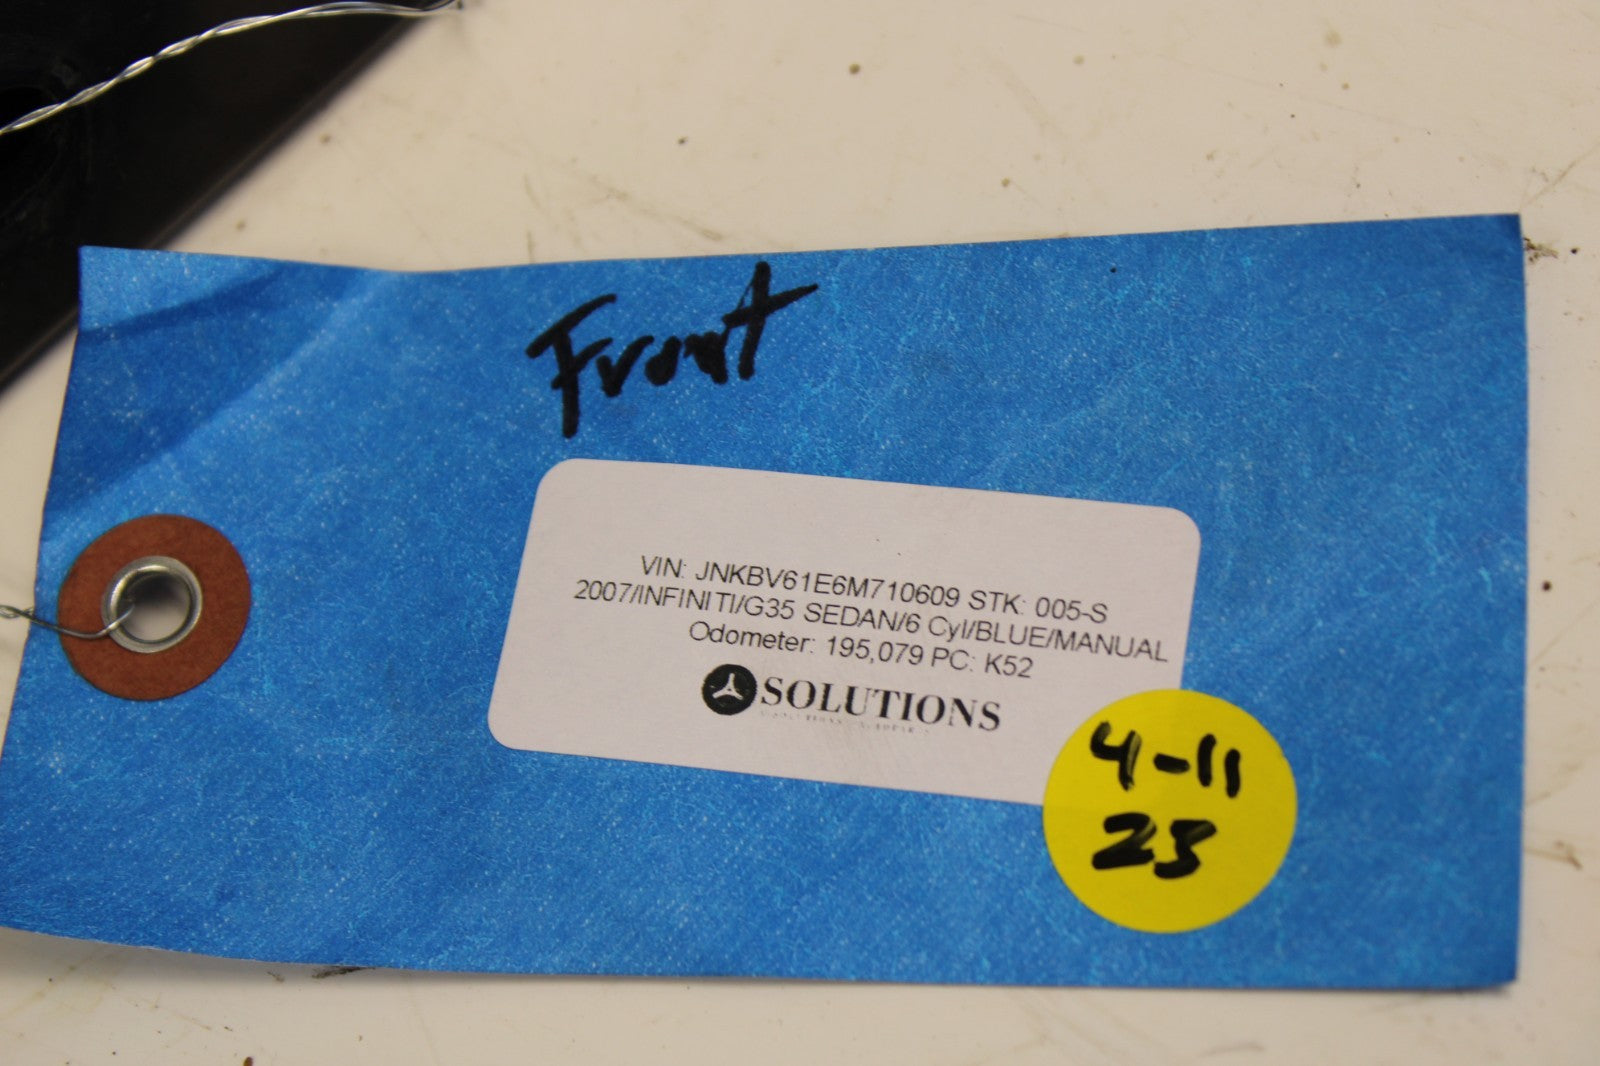 Front
VIN: JNKBV61E6M710609 STK: 005-S
2007/INFINITI/G35 SEDAN/6 Cyl/BLUE/MANUAL
Odometer: 195,079 PC: K52
SOLUTIONS
4-11
23